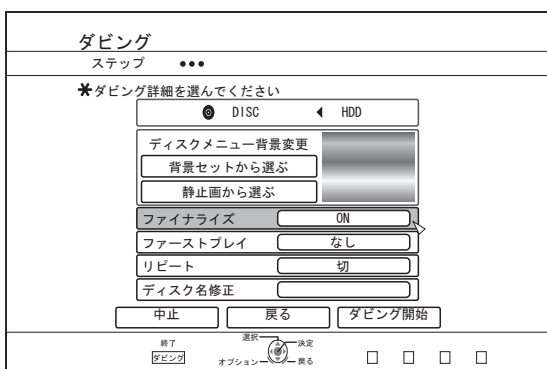 ダビング
ステップ
*ダビング詳細を選んでください
DISC HDD
ディスクメニュー背景変更
背景セットから選ぶ
静止画から選ぶ
ファイナライズ ON
ファーストプレイ なし
リピート 切
ディスク名修正
中止 戻る ダビング開始
終了 選択 決定
ダビング オプション 戻る